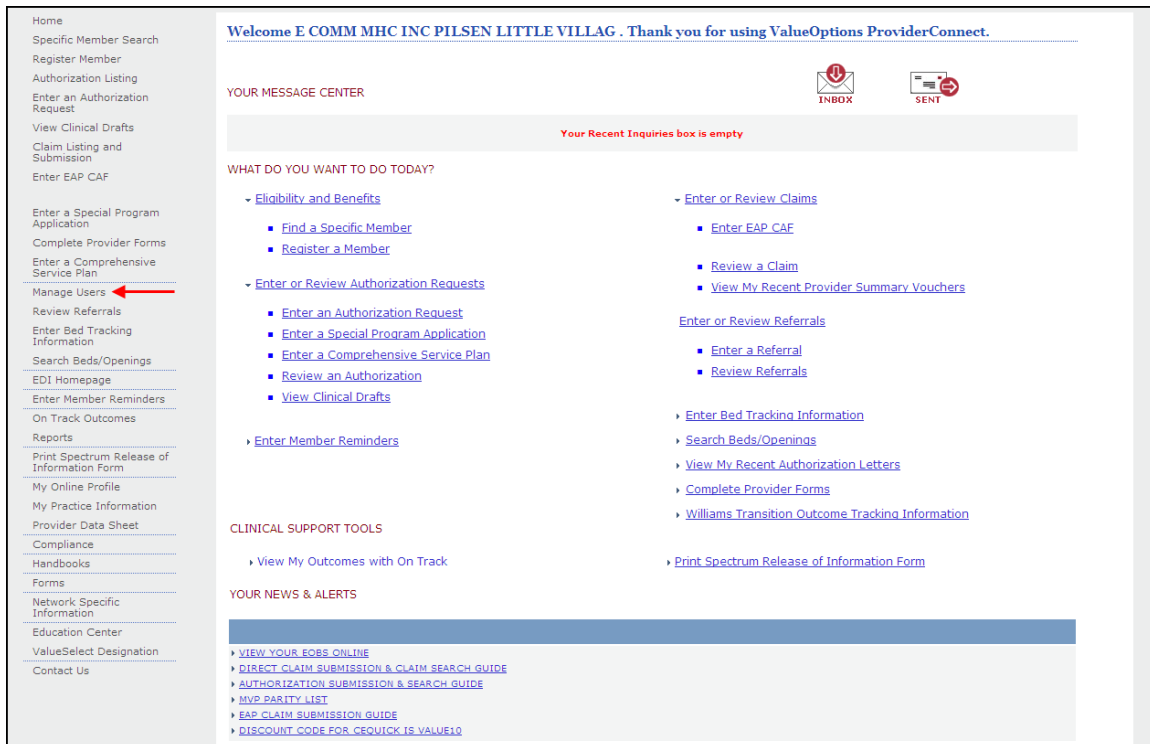 Home
Specific Member Search
Register Member
Authorization Listing
Enter an Authorization
Request
View Clinical Drafts
Claim Listing and
Submission
Enter EAP CAF
Enter a Special Program
Application
Complete Provider Forms
Enter a Comprehensive
Service Plan
Manage Users
Review Referrals
Enter Bed Tracking
Information
Search Beds/Openings
EDI Homepage
Enter Member Reminders
On Track Outcomes
Reports
Print Spectrum Release of
Information Form
My Online Profile
My Practice Information
Provider Data Sheet
Compliance
Handbooks
Forms
Network Specific
Information
Education Center
ValueSelect Designation
Contact Us
Welcome E COMM MHC INC PILSEN LITTLE VILLAG . Thank you for using ValueOptions ProviderConnect.
YOUR MESSAGE CENTER
INBOX
SENT
Your Recent Inquiries box is empty
WHAT DO YOU WANT TO DO TODAY?
Eligibility and Benefits
Find a Specific Member
Register a Member
Enter or Review Authorization Requests
Enter an Authorization Request
Enter a Special Program Application
Enter a Comprehensive Service Plan
Review an Authorization
View Clinical Drafts
Enter Member Reminders
Enter or Review Claims
Enter EAP CAF
Review a Claim
View My Recent Provider Summary Vouchers
Enter or Review Referrals
Enter a Referral
Review Referrals
Enter Bed Tracking Information
Search Beds/Openings
View My Recent Authorization Letters
Complete Provider Forms
Williams Transition Outcome Tracking Information
CLINICAL SUPPORT TOOLS
View My Outcomes with On Track
Print Spectrum Release of Information Form
YOUR NEWS & ALERTS
VIEW YOUR EOBS ONLINE
DIRECT CLAIM SUBMISSION & CLAIM SEARCH GUIDE
AUTHORIZATION SUBMISSION & SEARCH GUIDE
MVP PARITY LIST
EAP CLAIM SUBMISSION GUIDE
DISCOUNT CODE FOR CEQUICK IS VALUE10